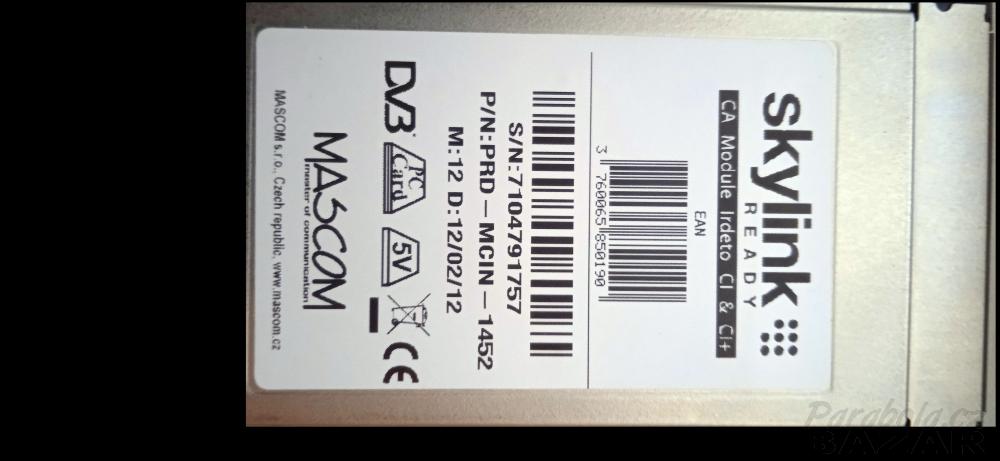 skylink
READY
CA Module Irdeto CI & CI+
EAN
3 760065 850190
S/N:7104791757
P/N:PRD-MCIN-1452
M:12 D:12/02/12
DVB
PC Card
5V
CE
MASCOM
master of communication
MASCOM s.r.o., Czech republic, www.mascom.cz
Parabola.cz
BAZAR